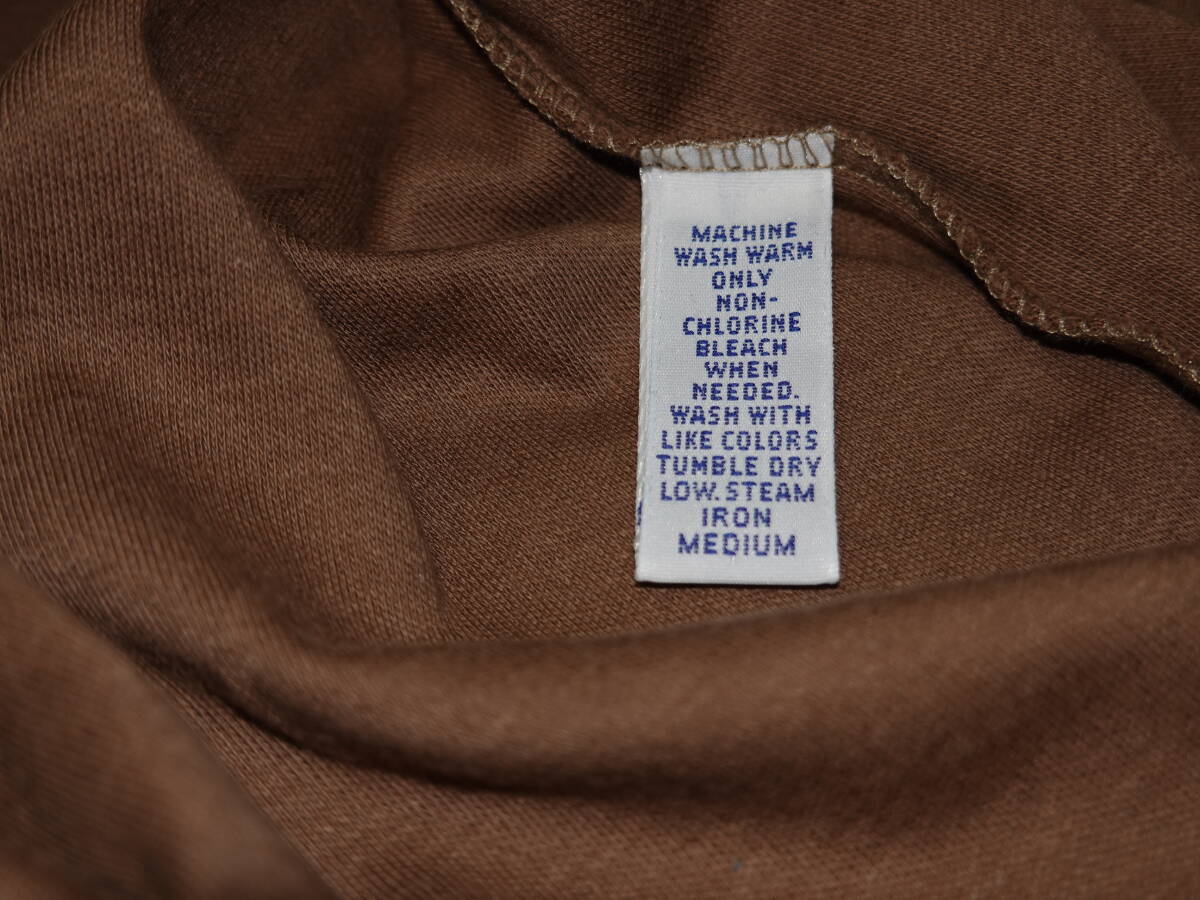 MACHINE
WASH WARM
ONLY
NON-
CHLORINE
BLEACH
WHEN
NEEDED.
WASH WITH
LIKE COLORS
TUMBLE DRY
LOW. STEAM
IRON
MEDIUM